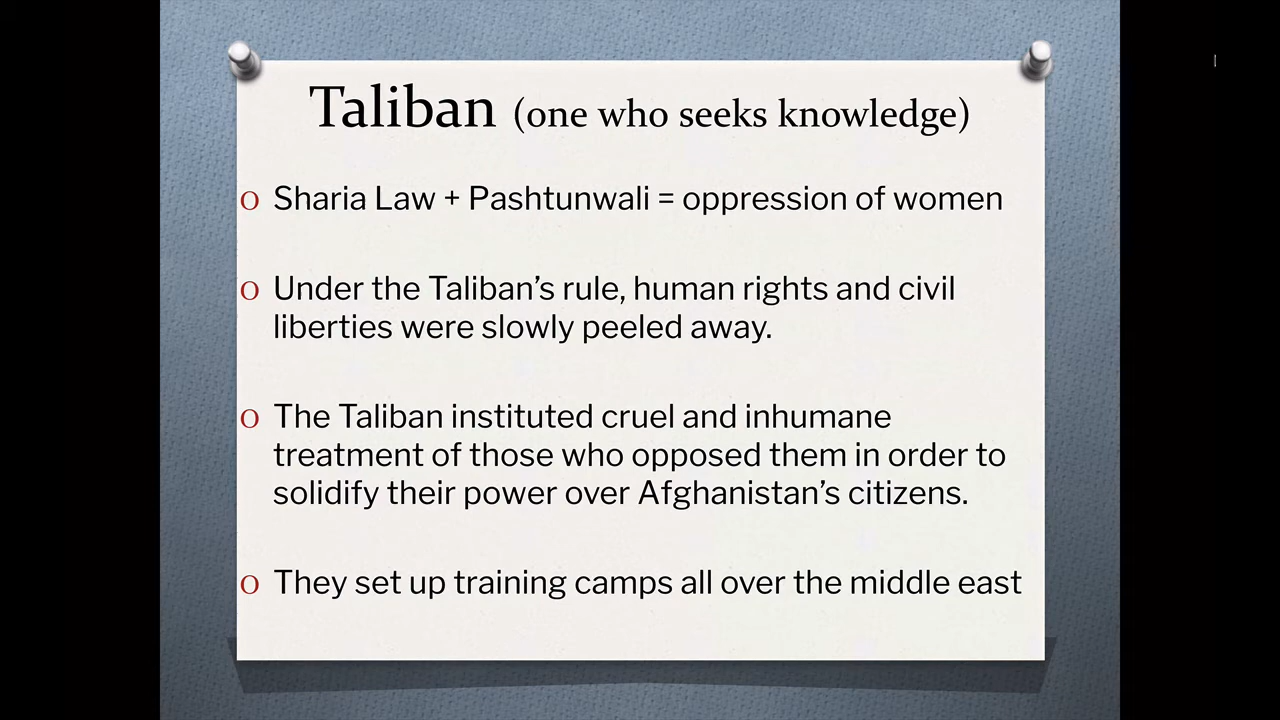 Taliban (one who seeks knowledge)
O Sharia Law + Pashtunwali = oppression of women
O Under the Taliban’s rule, human rights and civil
liberties were slowly peeled away.
O The Taliban instituted cruel and inhumane
treatment of those who opposed them in order to
solidify their power over Afghanistan’s citizens.
O They set up training camps all over the middle east